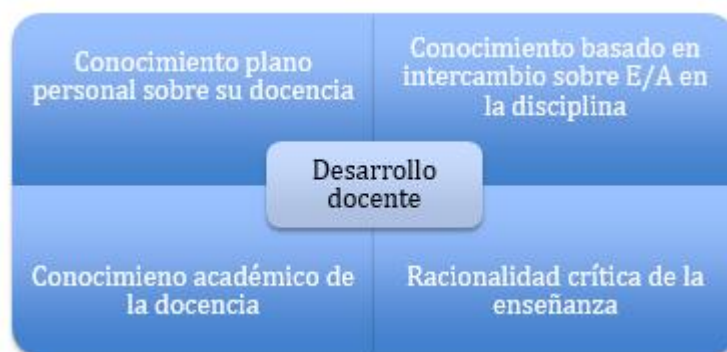 Conocimiento plano
personal sobre su docencia
Conocimiento basado en
intercambio sobre E/A en
la disciplina
Desarrollo
docente
Conocimieno académico de
la docencia
Racionalidad crítica de la
enseñanza